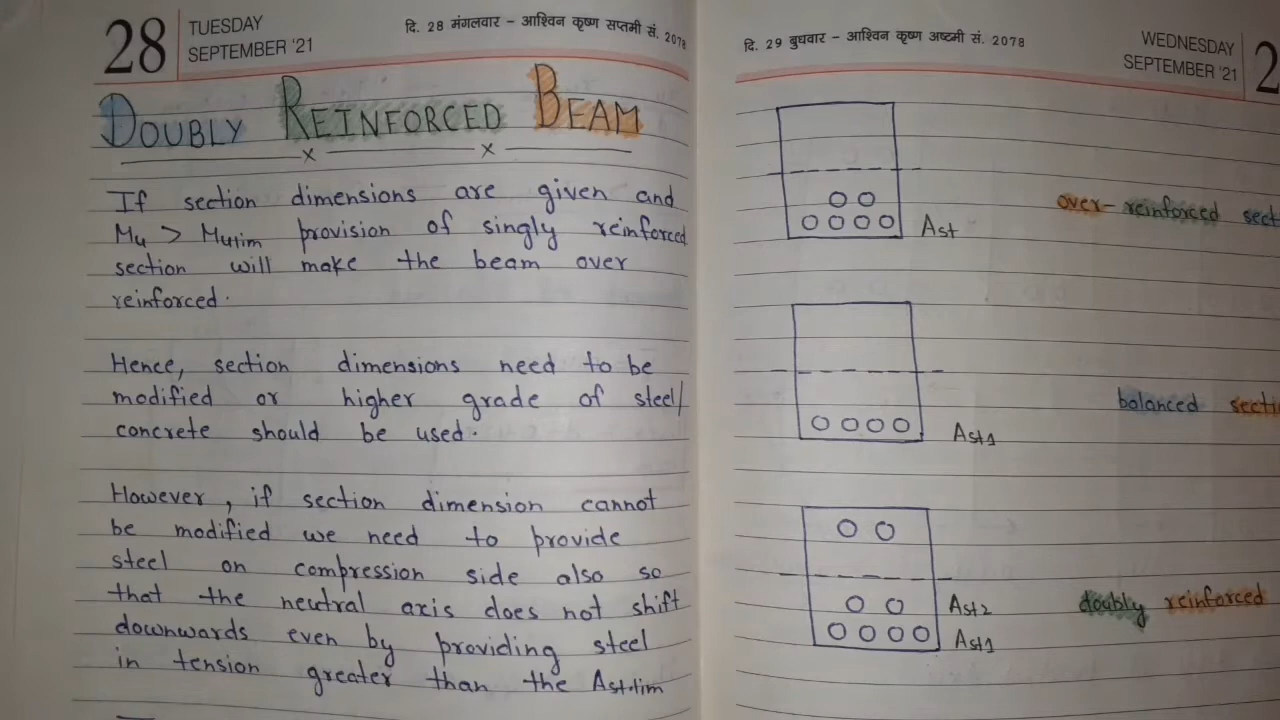 28
TUESDAY
SEPTEMBER '21
दि. 28 मंगलवार - आश्विन कृष्ण सप्तमी सं. 2078
DOUBLY REINFORCED BEAM
If section dimensions are given and
Mu > Mulim provision of singly reinforced
section will make the beam over
reinforced.
Hence, section dimensions need to be
modified or higher grade of steel/
concrete should be used.
However, if section dimension cannot
be modified we need to provide
steel on compression side also so
that the neutral axis does not shift
downwards even by providing steel
in tension greater than the Ast.lim
दि. 29 बुधवार - आश्विन कृष्ण अष्टमी सं. 2078
WEDNESDAY
SEPTEMBER '21
2
over-reinforced sect
Ast
balanced secti
Ast1
Ast2
doubly reinforced
Ast1